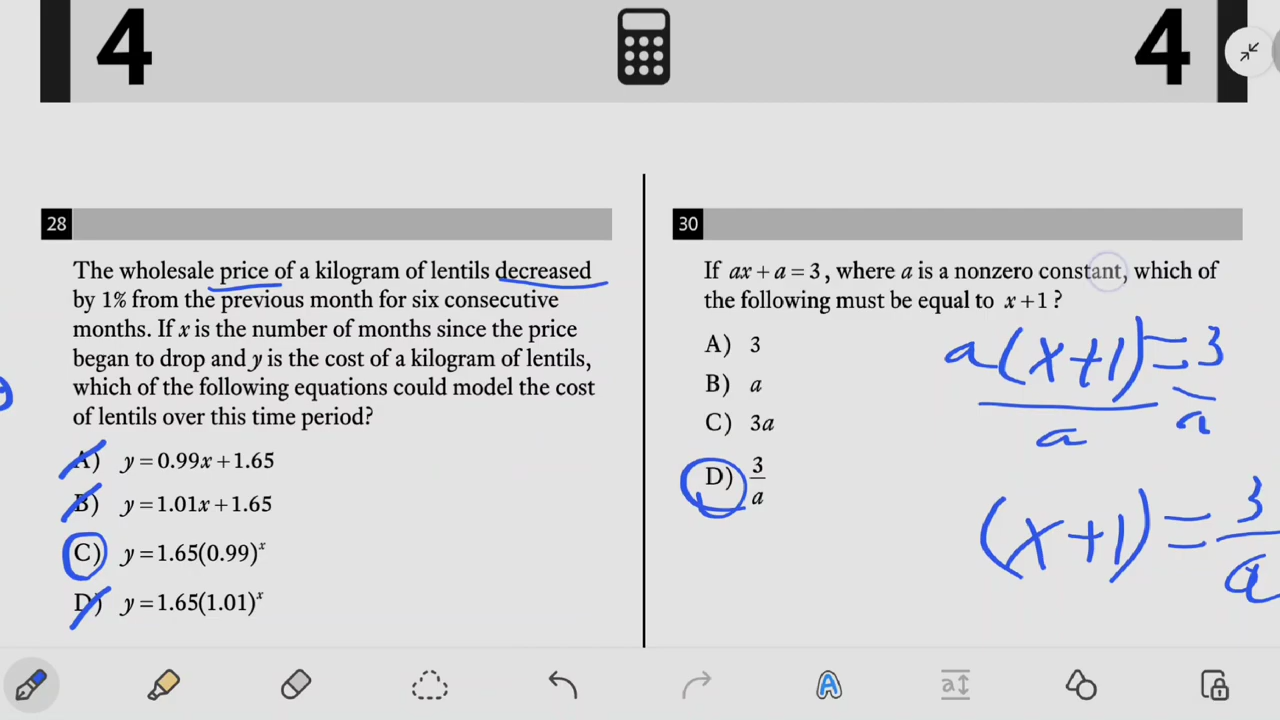 4
4
28
The wholesale price of a kilogram of lentils decreased
by 1% from the previous month for six consecutive
months. If x is the number of months since the price
began to drop and y is the cost of a kilogram of lentils,
which of the following equations could model the cost
of lentils over this time period?
A) y = 0.99x + 1.65
B) y = 1.01x + 1.65
C) y = 1.65(0.99)^x
D) y = 1.65(1.01)^x
30
If ax + a = 3, where a is a nonzero constant, which of
the following must be equal to x + 1 ?
A) 3
B) a
C) 3a
D) 3/a
a(x+1) = 3
a a
(x+1) = 3/a
A
a